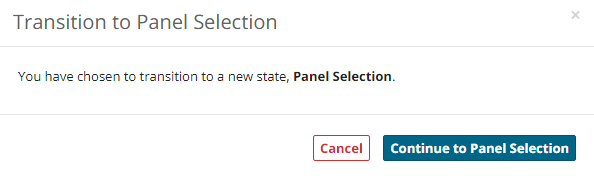 Transition to Panel Selection
×
You have chosen to transition to a new state, Panel Selection.
Cancel
Continue to Panel Selection